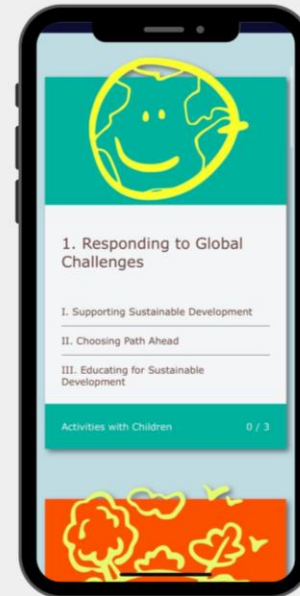 1. Responding to Global
Challenges
I. Supporting Sustainable Development
II. Choosing Path Ahead
III. Educating for Sustainable
Development
Activities with Children 0 / 3